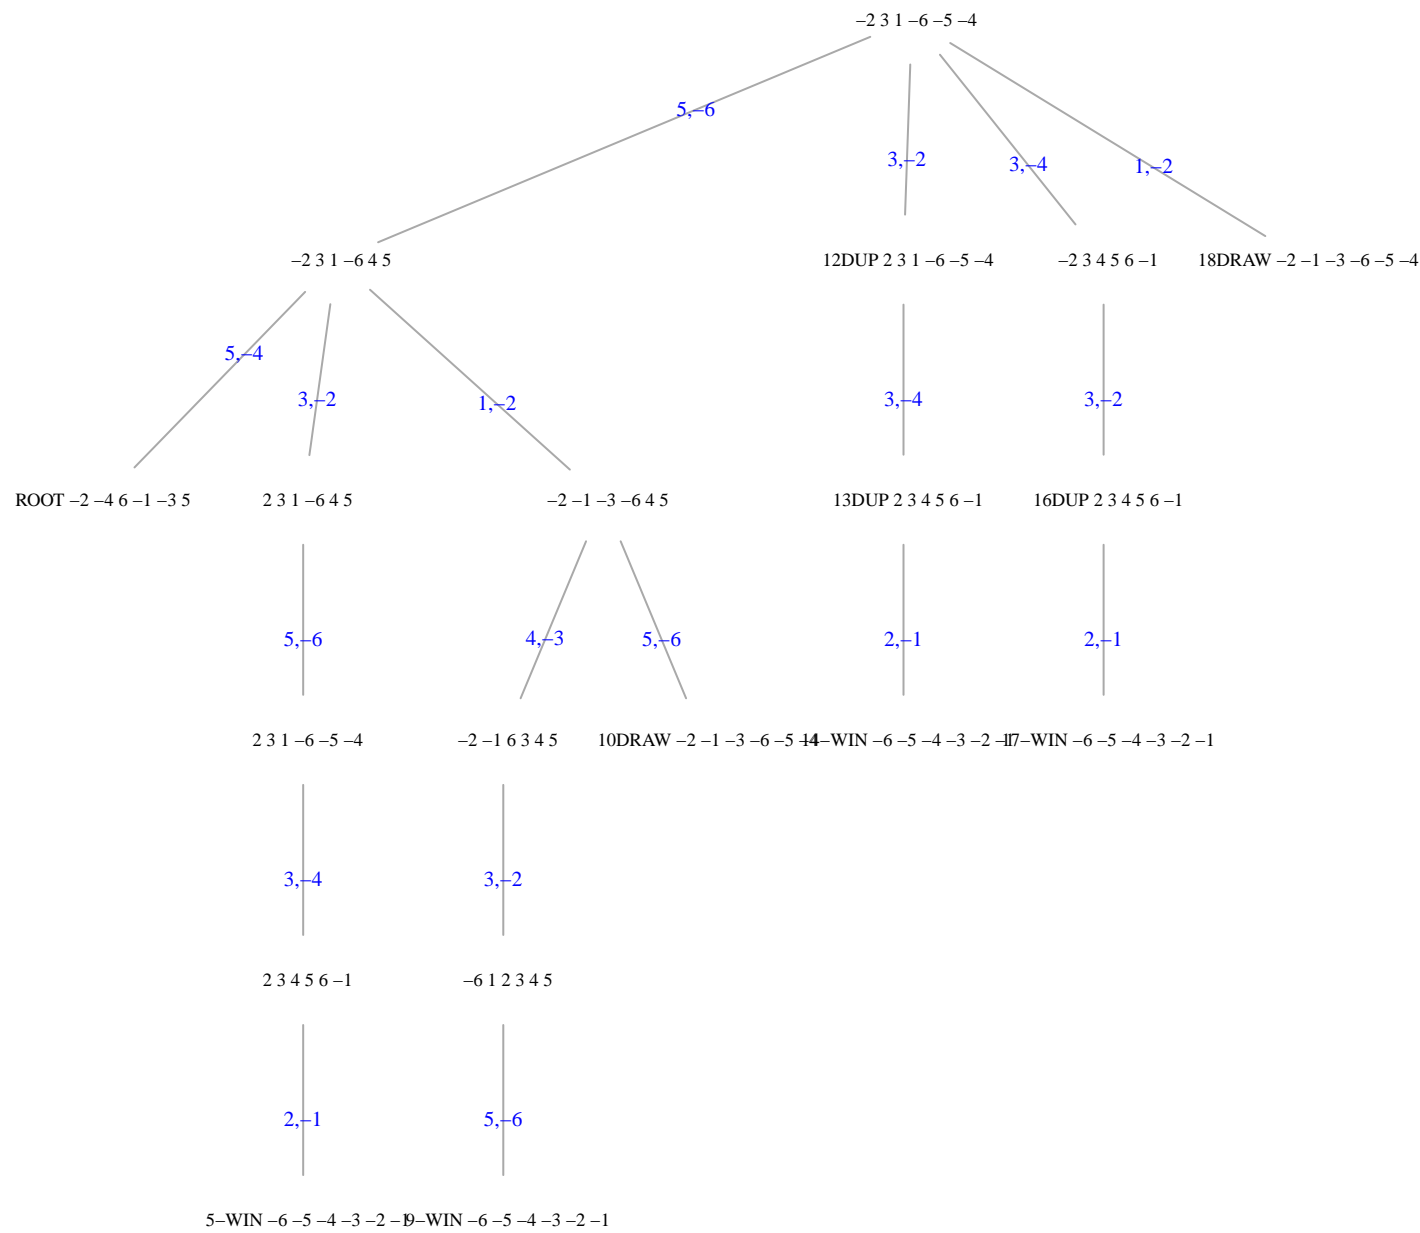 –2 3 1 –6 –5 –4
5,–6
3,–2
3,–4
1,–2
–2 3 1 –6 4 5
12DUP 2 3 1 –6 –5 –4
–2 3 4 5 6 –1
18DRAW –2 –1 –3 –6 –5 –4
5,–4
3,–2
1,–2
3,–4
3,–2
ROOT –2 –4 6 –1 –3 5
2 3 1 –6 4 5
–2 –1 –3 –6 4 5
13DUP 2 3 4 5 6 –1
16DUP 2 3 4 5 6 –1
5,–6
4,–3
5,–6
2,–1
2,–1
2 3 1 –6 –5 –4
–2 –1 6 3 4 5
10DRAW –2 –1 –3 –6 –5 –4
14–WIN –6 –5 –4 –3 –2 –1
17–WIN –6 –5 –4 –3 –2 –1
3,–4
3,–2
2 3 4 5 6 –1
–6 1 2 3 4 5
2,–1
5,–6
5–WIN –6 –5 –4 –3 –2 –1
9–WIN –6 –5 –4 –3 –2 –1